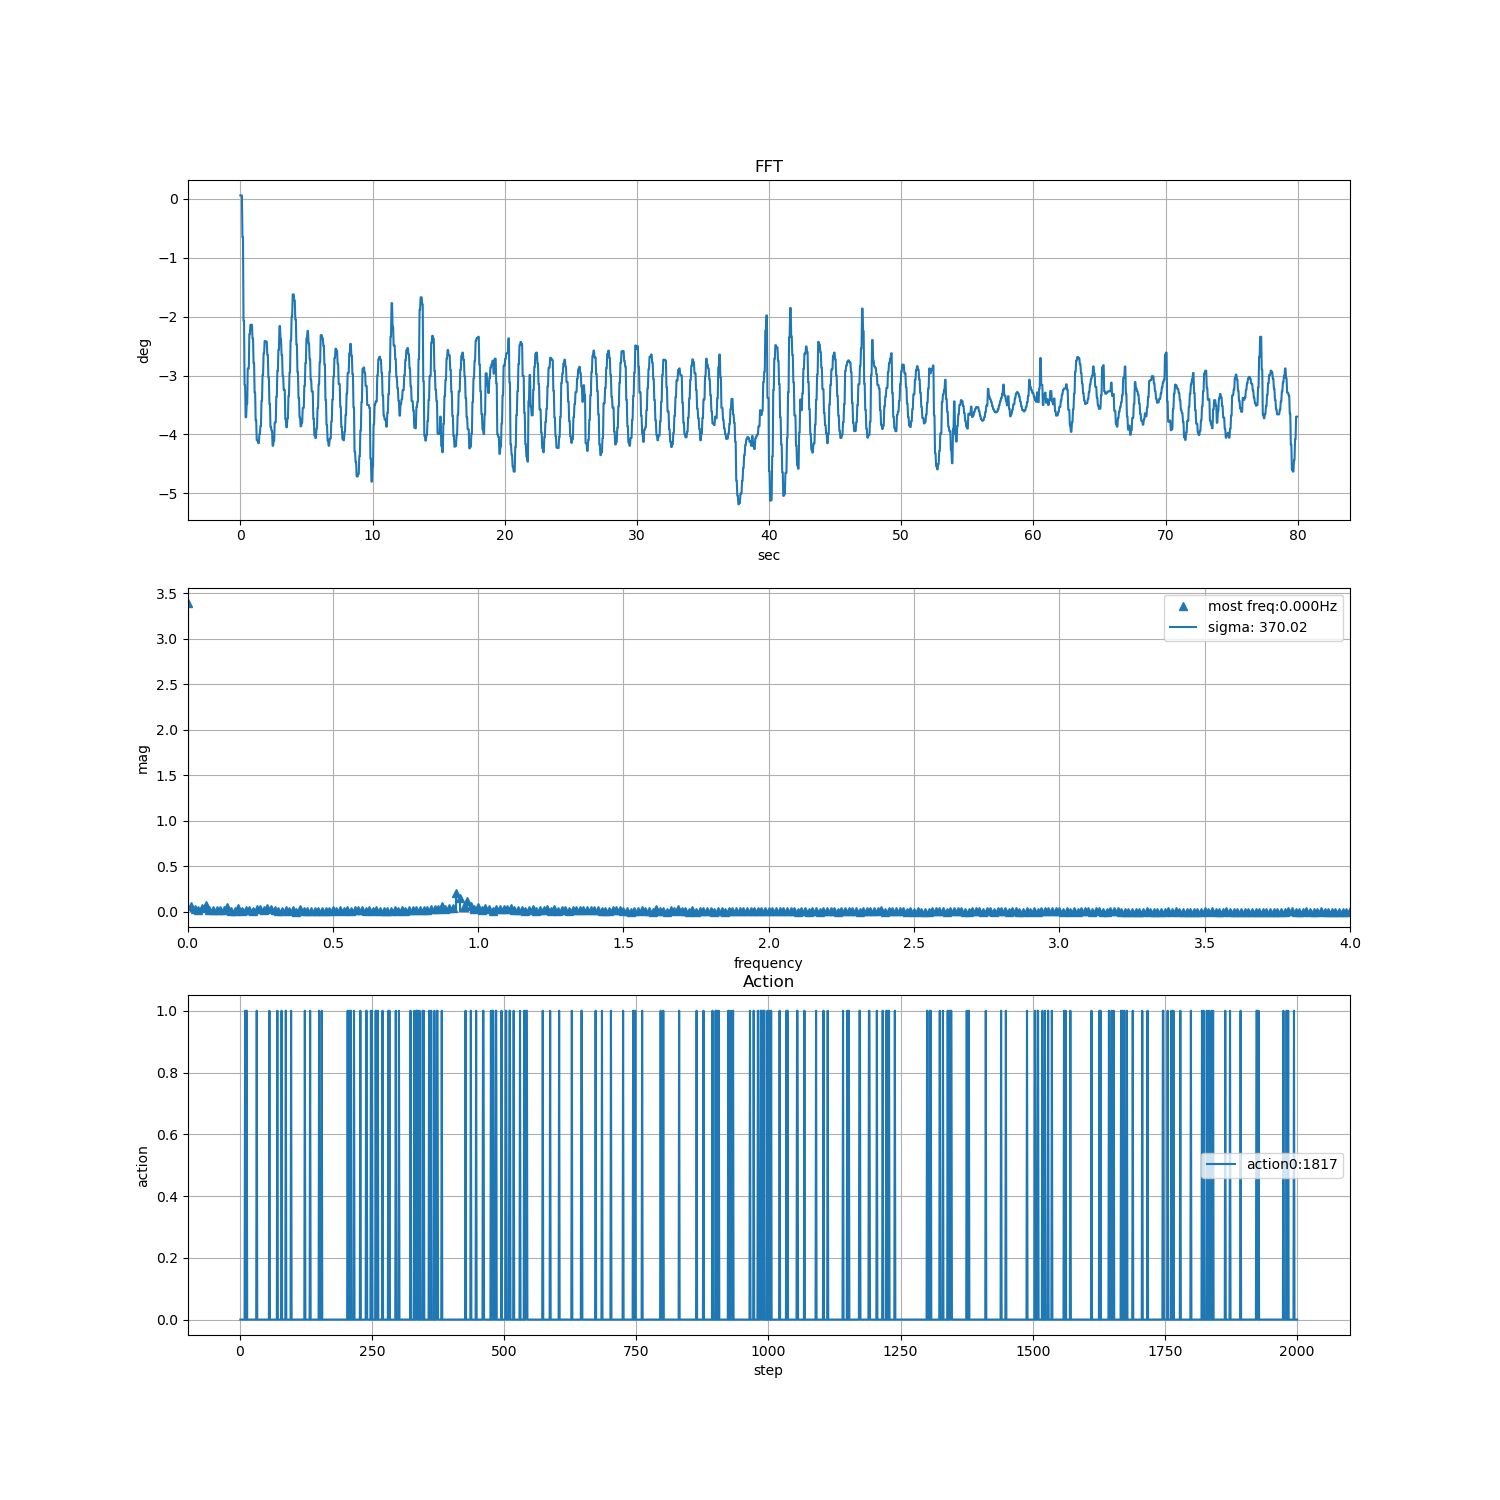 FFT
0
−1
−2
−3
−4
−5
deg
0 10 20 30 40 50 60 70 80
sec
3.5
3.0
2.5
2.0
1.5
1.0
0.5
0.0
mag
most freq:0.000Hz
sigma: 370.02
0.0 0.5 1.0 1.5 2.0 2.5 3.0 3.5 4.0
frequency
Action
1.0
0.8
0.6
0.4
0.2
0.0
action
action0:1817
0 250 500 750 1000 1250 1500 1750 2000
step